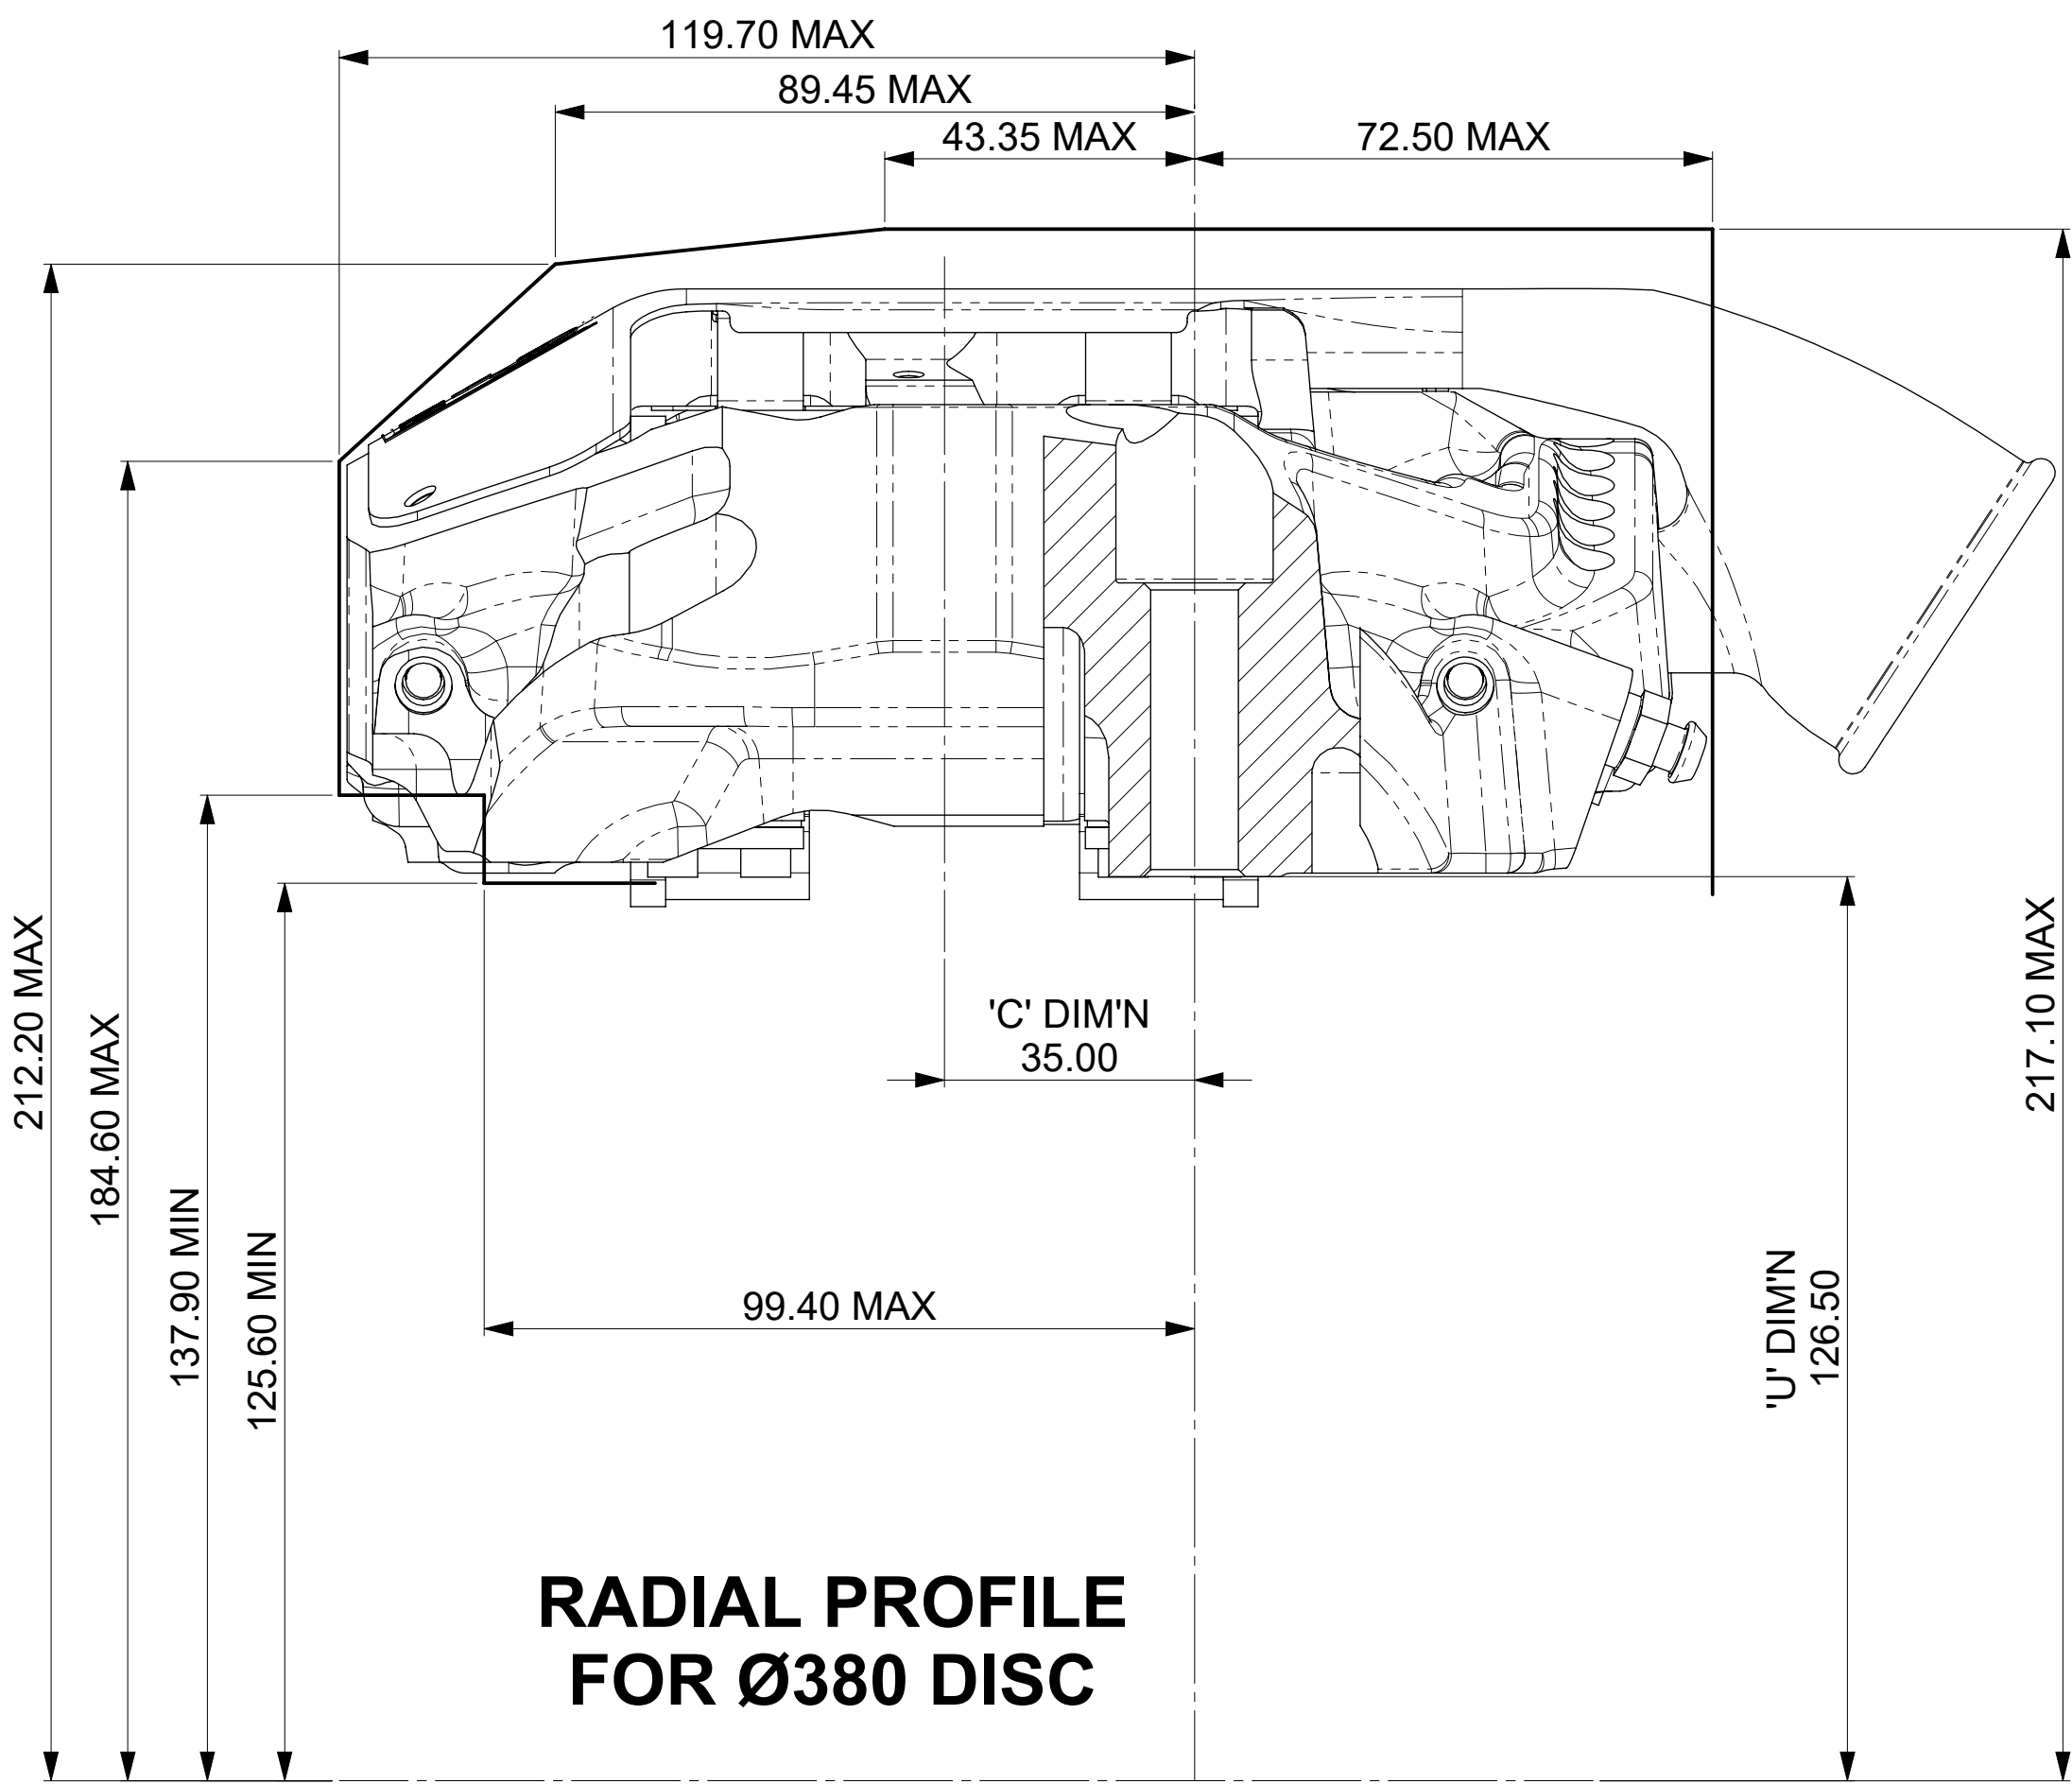 119.70 MAX
89.45 MAX
43.35 MAX
72.50 MAX
212.20 MAX
184.60 MAX
137.90 MIN
125.60 MIN
'C' DIM'N
35.00
99.40 MAX
'U' DIM'N
126.50
217.10 MAX
RADIAL PROFILE
FOR Ø380 DISC